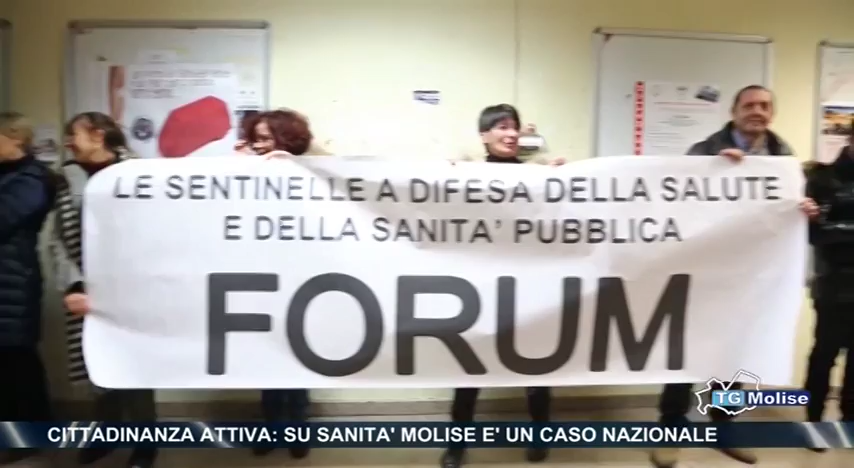 LE SENTINELLE A DIFESA DELLA SALUTE
E DELLA SANITA' PUBBLICA
FORUM
TG Molise
CITTADINANZA ATTIVA: SU SANITA' MOLISE E' UN CASO NAZIONALE